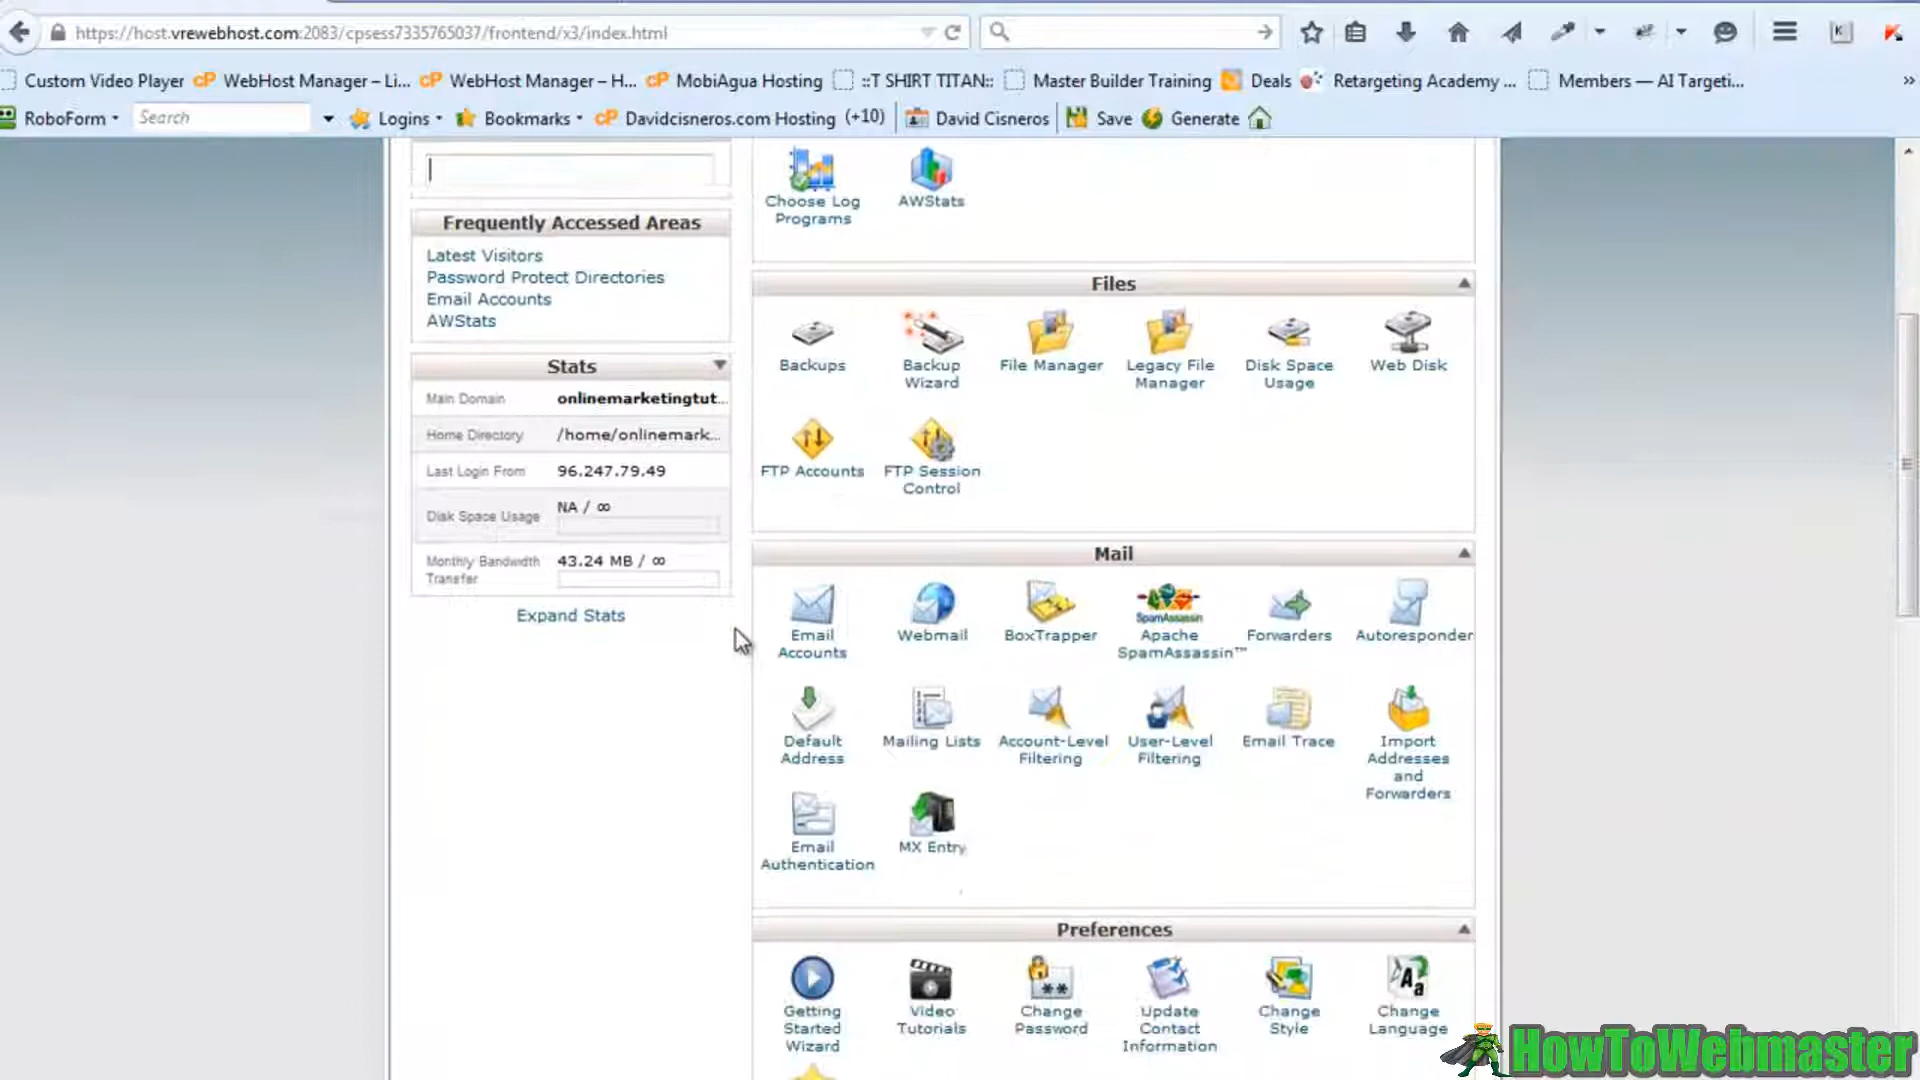 https://host.vrewebhost.com:2083/cpsess7335765037/frontend/x3/index.html
Custom Video Player
cP WebHost Manager – Li...
cP WebHost Manager – H...
cP MobiAgua Hosting
::T SHIRT TITAN::
Master Builder Training
Deals
Retargeting Academy ...
Members — AI Targeti...
»
RoboForm
Search
Logins
Bookmarks
cP Davidcisneros.com Hosting (+10)
David Cisneros
Save
Generate
Choose Log
Programs
AWStats
Frequently Accessed Areas
Latest Visitors
Password Protect Directories
Email Accounts
AWStats
Stats
Main Domain onlinemarketingtut...
Home Directory /home/onlinemark...
Last Login From 96.247.79.49
Disk Space Usage NA / ∞
Monthly Bandwidth
Transfer
43.24 MB / ∞
Expand Stats
Files
Backups
Backup
Wizard
File Manager
Legacy File
Manager
Disk Space
Usage
Web Disk
FTP Accounts
FTP Session
Control
Mail
Email
Accounts
Webmail
BoxTrapper
SpamAssassin
Apache
SpamAssassin™
Forwarders
Autoresponder
Default
Address
Mailing Lists
Account-Level
Filtering
User-Level
Filtering
Email Trace
Import
Addresses
and
Forwarders
Email
Authentication
MX Entry
Preferences
Getting
Started
Wizard
Video
Tutorials
**
Change
Password
Update
Contact
Information
Change
Style
Aa
Change
Language
HowToWebmaster